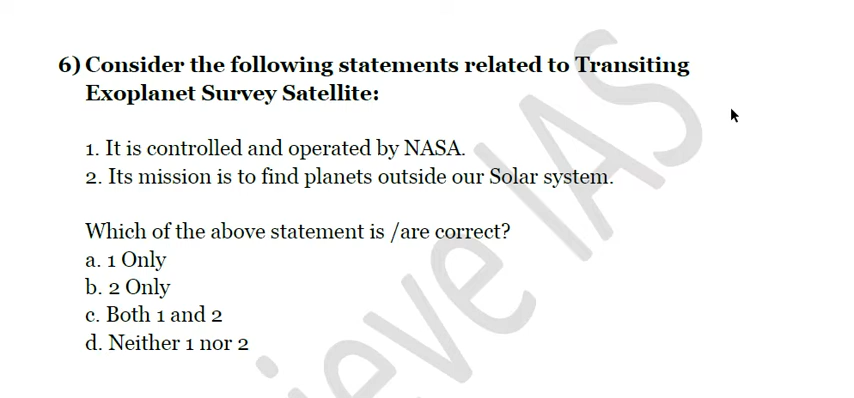 6) Consider the following statements related to Transiting
Exoplanet Survey Satellite:
1. It is controlled and operated by NASA.
2. Its mission is to find planets outside our Solar system.
Which of the above statement is /are correct?
a. 1 Only
b. 2 Only
c. Both 1 and 2
d. Neither 1 nor 2
ieve IAS